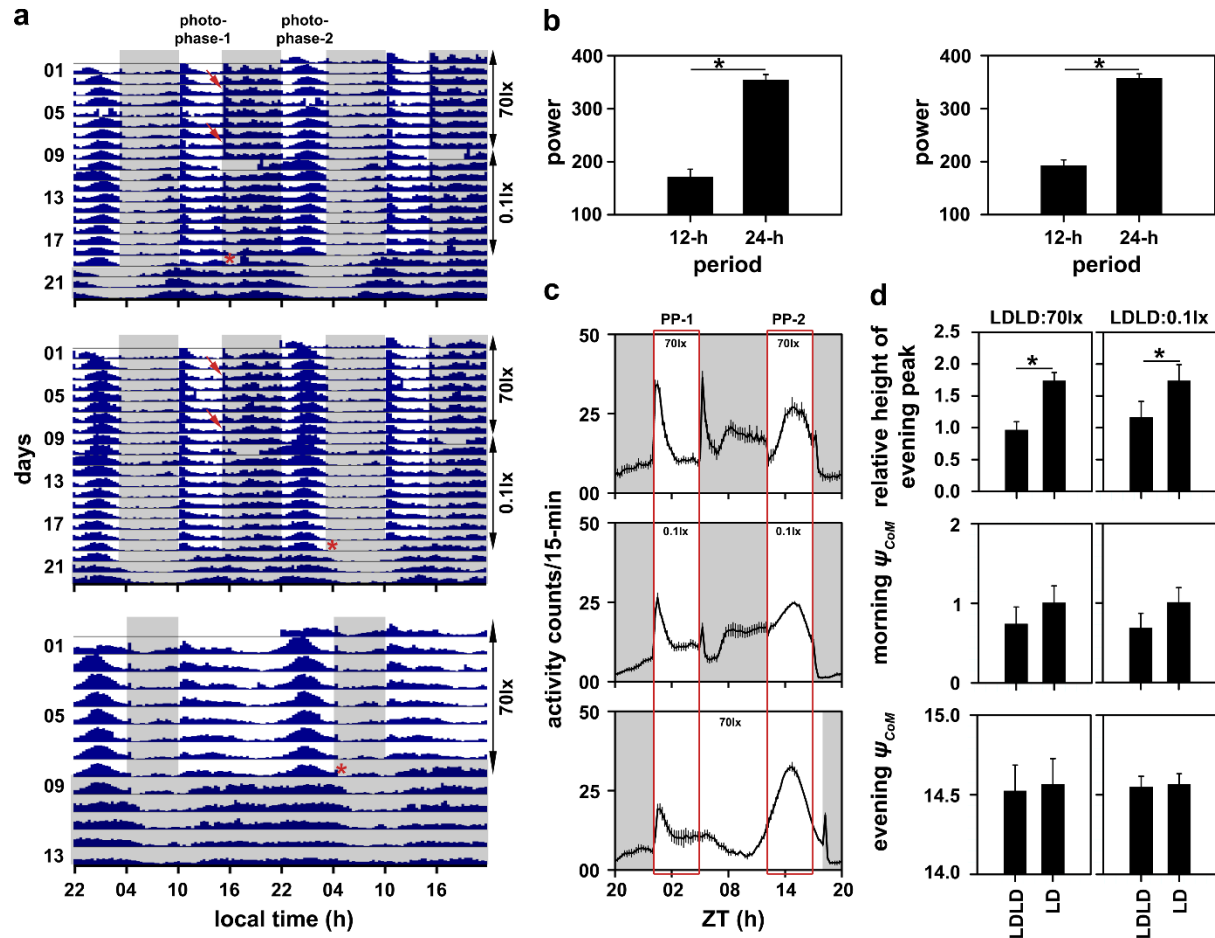 a
photo-
phase-1
photo-
phase-2
01
05
09
13
17
21
70lx
0.1lx
*
01
05
09
13
17
21
70lx
0.1lx
*
01
05
09
13
70lx
*
days
22 04 10 16 22 04 10 16
local time (h)
b
*
400
300
200
100
power
12-h 24-h
period
*
400
300
200
100
power
12-h 24-h
period
c
PP-1 PP-2
50
25
00
70lx 70lx
50
25
00
0.1lx 0.1lx
50
25
00
70lx
activity counts/15-min
20 02 08 14 20
ZT (h)
d
LDLD:70lx LDLD:0.1lx
relative height of
evening peak
2.5
2.0
1.5
1.0
0.5
0.0
* *
morning ΨCoM
2
1
0
evening ΨCoM
15.0
14.5
14.0
LDLD LD LDLD LD